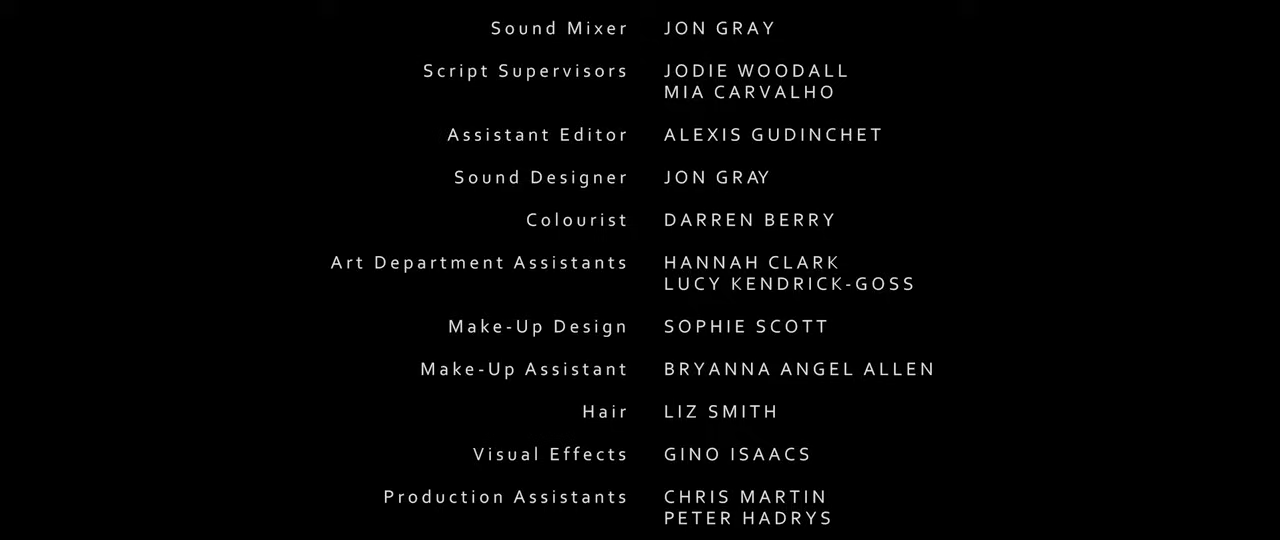 Sound Mixer JON GRAY
Script Supervisors JODIE WOODALL
MIA CARVALHO
Assistant Editor ALEXIS GUDINCHET
Sound Designer JON GRAY
Colourist DARREN BERRY
Art Department Assistants HANNAH CLARK
LUCY KENDRICK-GOSS
Make-Up Design SOPHIE SCOTT
Make-Up Assistant BRYANNA ANGEL ALLEN
Hair LIZ SMITH
Visual Effects GINO ISAACS
Production Assistants CHRIS MARTIN
PETER HADRYS